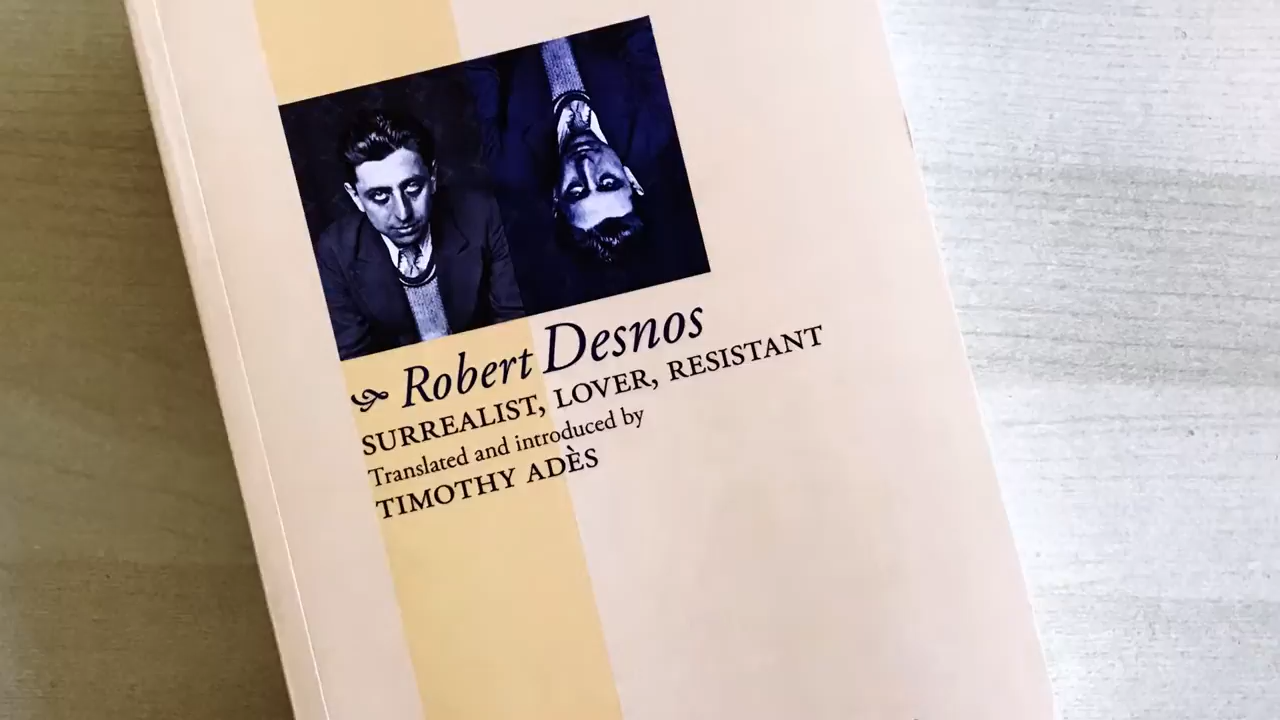 Robert Desnos
SURREALIST, LOVER, RESISTANT
Translated and introduced by
TIMOTHY ADÈS